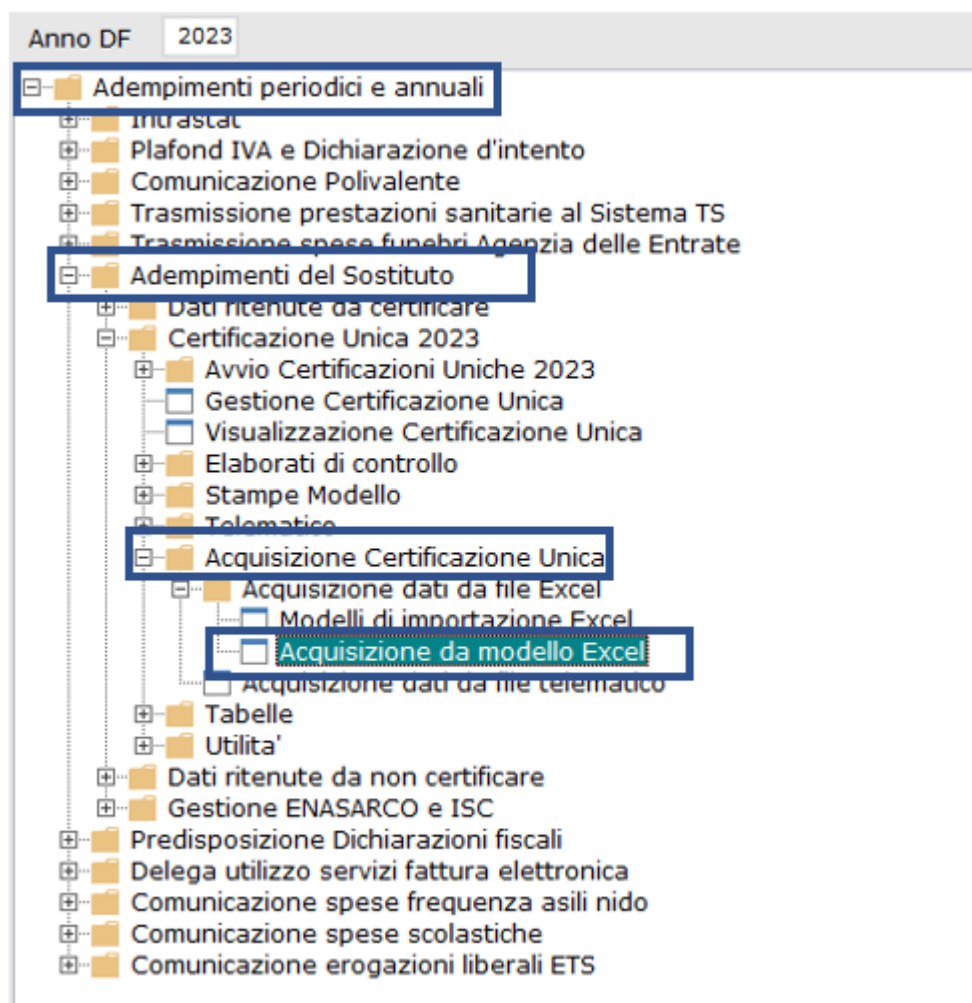 Anno DF 2023
Adempimenti periodici e annuali
Intrastat
Plafond IVA e Dichiarazione d'intento
Comunicazione Polivalente
Trasmissione prestazioni sanitarie al Sistema TS
Trasmissione spese funebri Agenzia delle Entrate
Adempimenti del Sostituto
Dati ritenute da certificare
Certificazione Unica 2023
Avvio Certificazioni Uniche 2023
Gestione Certificazione Unica
Visualizzazione Certificazione Unica
Elaborati di controllo
Stampe Modello
Telematico
Acquisizione Certificazione Unica
Acquisizione dati da file Excel
Modelli di importazione Excel
Acquisizione da modello Excel
Acquisizione dati da file telematico
Tabelle
Utilita'
Dati ritenute da non certificare
Gestione ENASARCO e ISC
Predisposizione Dichiarazioni fiscali
Delega utilizzo servizi fattura elettronica
Comunicazione spese frequenza asili nido
Comunicazione spese scolastiche
Comunicazione erogazioni liberali ETS